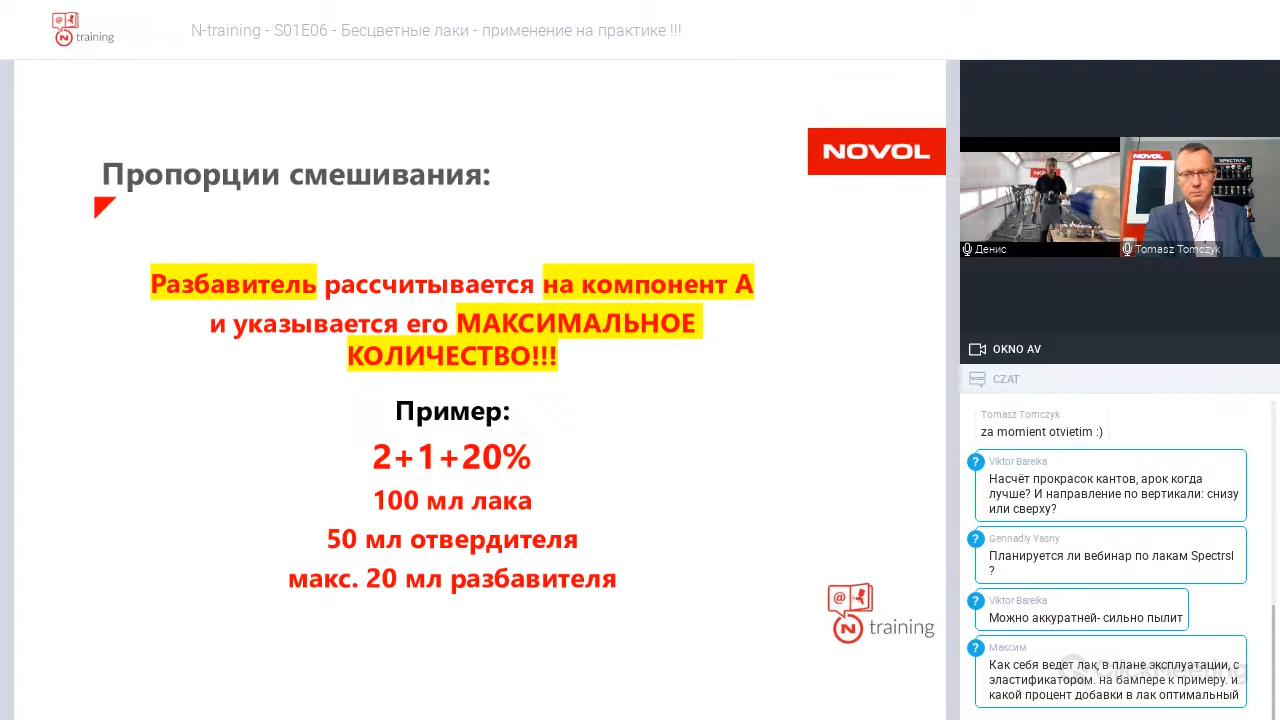 training
N-training - S01E06 - Бесцветные лаки - применение на практике !!!
NOVOL
Пропорции смешивания:
Разбавитель рассчитывается на компонент А
и указывается его МАКСИМАЛЬНОЕ
КОЛИЧЕСТВО!!!
Пример:
2+1+20%
100 мл лака
50 мл отвердителя
макс. 20 мл разбавителя
@
N training
NOVOL
NOVOL
SPECTRAL
Денис
Tomasz Tomczyk
OKNO AV
CZAT
Tomasz Tomczyk
za momient otvietim :)
? Viktor Bareika
Насчёт прокрасок кантов, арок когда
лучше? И направление по вертикали: снизу
или сверху?
? Gennadiy Yasny
Планируется ли вебинар по лакам Spectrsl
?
? Viktor Bareika
Можно аккуратней- сильно пылит
? Максим
Как себя ведет лак, в плане эксплуатации, с
эластификатором. на бампере к примеру. и
какой процент добавки в лак оптимальный